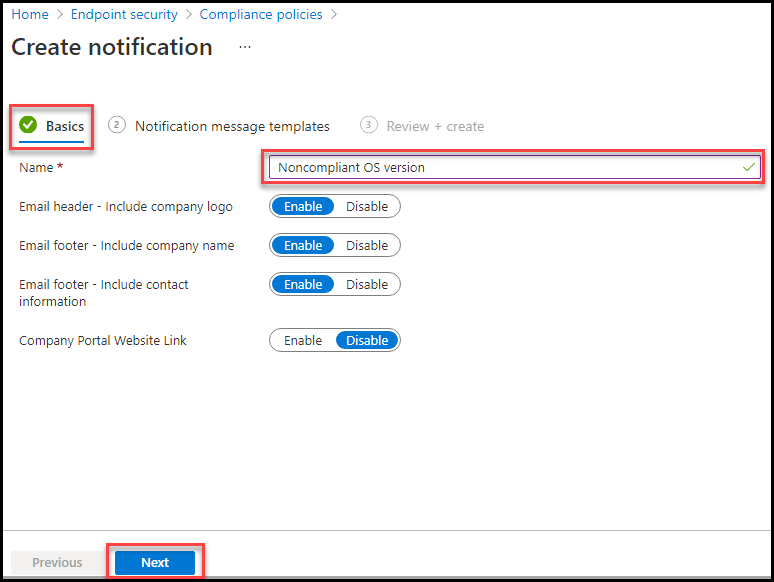 Home > Endpoint security > Compliance policies >
Create notification ...
Basics 2 Notification message templates 3 Review + create
Name * Noncompliant OS version
Email header - Include company logo Enable Disable
Email footer - Include company name Enable Disable
Email footer - Include contact Enable Disable
information
Company Portal Website Link Enable Disable
Previous Next